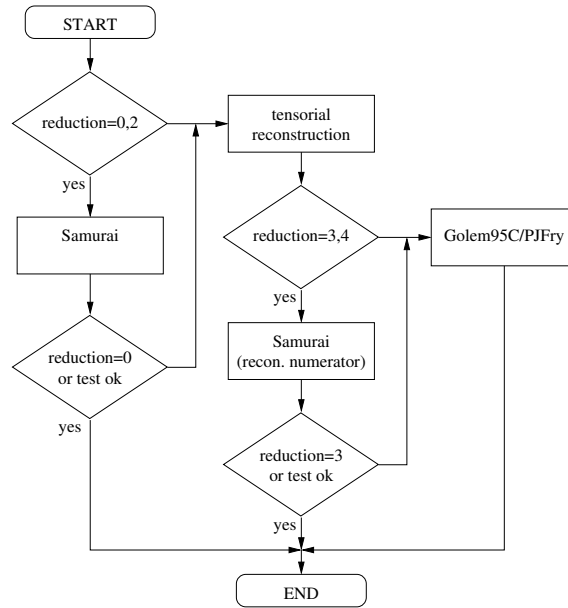 START
reduction=0,2
yes
Samurai
reduction=0
or test ok
yes
tensorial
reconstruction
reduction=3,4
yes
Samurai
(recon. numerator)
reduction=3
or test ok
yes
Golem95C/PJFry
END